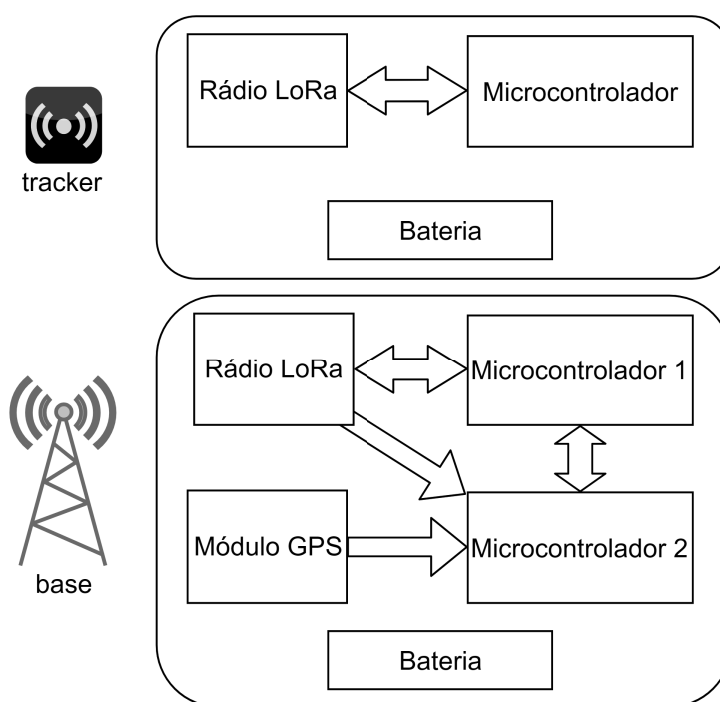 Rádio LoRa
Microcontrolador
tracker
Bateria
Rádio LoRa
Microcontrolador 1
Módulo GPS
Microcontrolador 2
base
Bateria